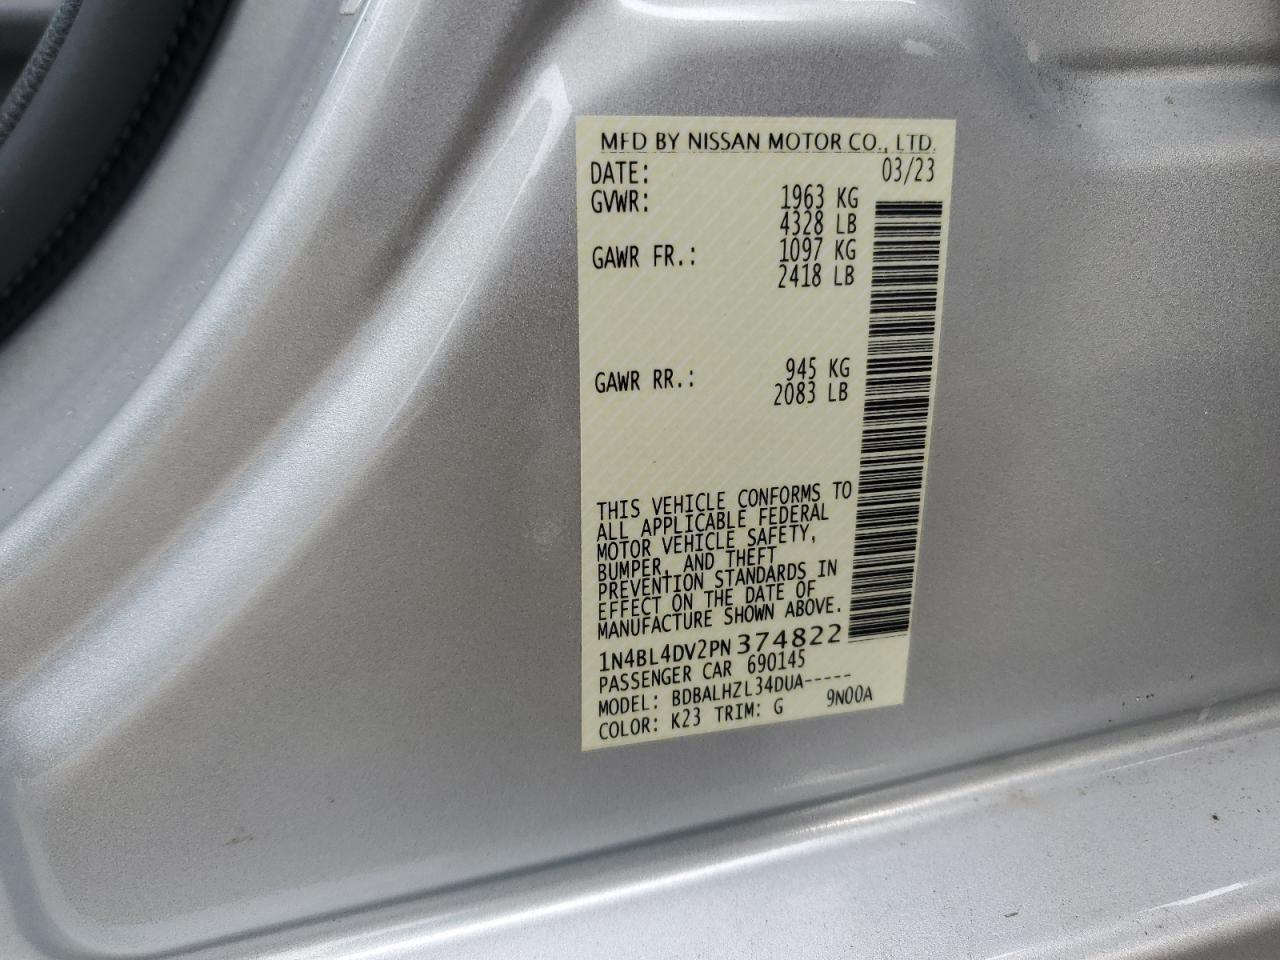 MFD BY NISSAN MOTOR CO., LTD.
DATE: 03/23
GVWR: 1963 KG
4328 LB
GAWR FR.: 1097 KG
2418 LB
GAWR RR.: 945 KG
2083 LB
THIS VEHICLE CONFORMS TO
ALL APPLICABLE FEDERAL
MOTOR VEHICLE SAFETY,
BUMPER, AND THEFT
PREVENTION STANDARDS IN
EFFECT ON THE DATE OF
MANUFACTURE SHOWN ABOVE.
1N4BL4DV2PN374822
PASSENGER CAR 690145
MODEL: BDBALHZL34DUA-----
COLOR: K23 TRIM: G 9N00A